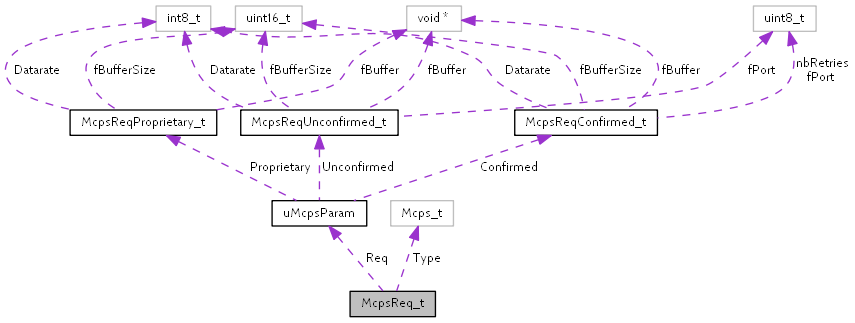 int8_t
uint16_t
void *
uint8_t
nbRetries
fPort
Datarate
fBufferSize
Datarate
fBufferSize
fBuffer
fBuffer
Datarate
fBufferSize
fBuffer
fPort
McpsReqProprietary_t
McpsReqUnconfirmed_t
McpsReqConfirmed_t
Proprietary
Unconfirmed
Confirmed
uMcpsParam
Mcps_t
Req
Type
McpsReq_t